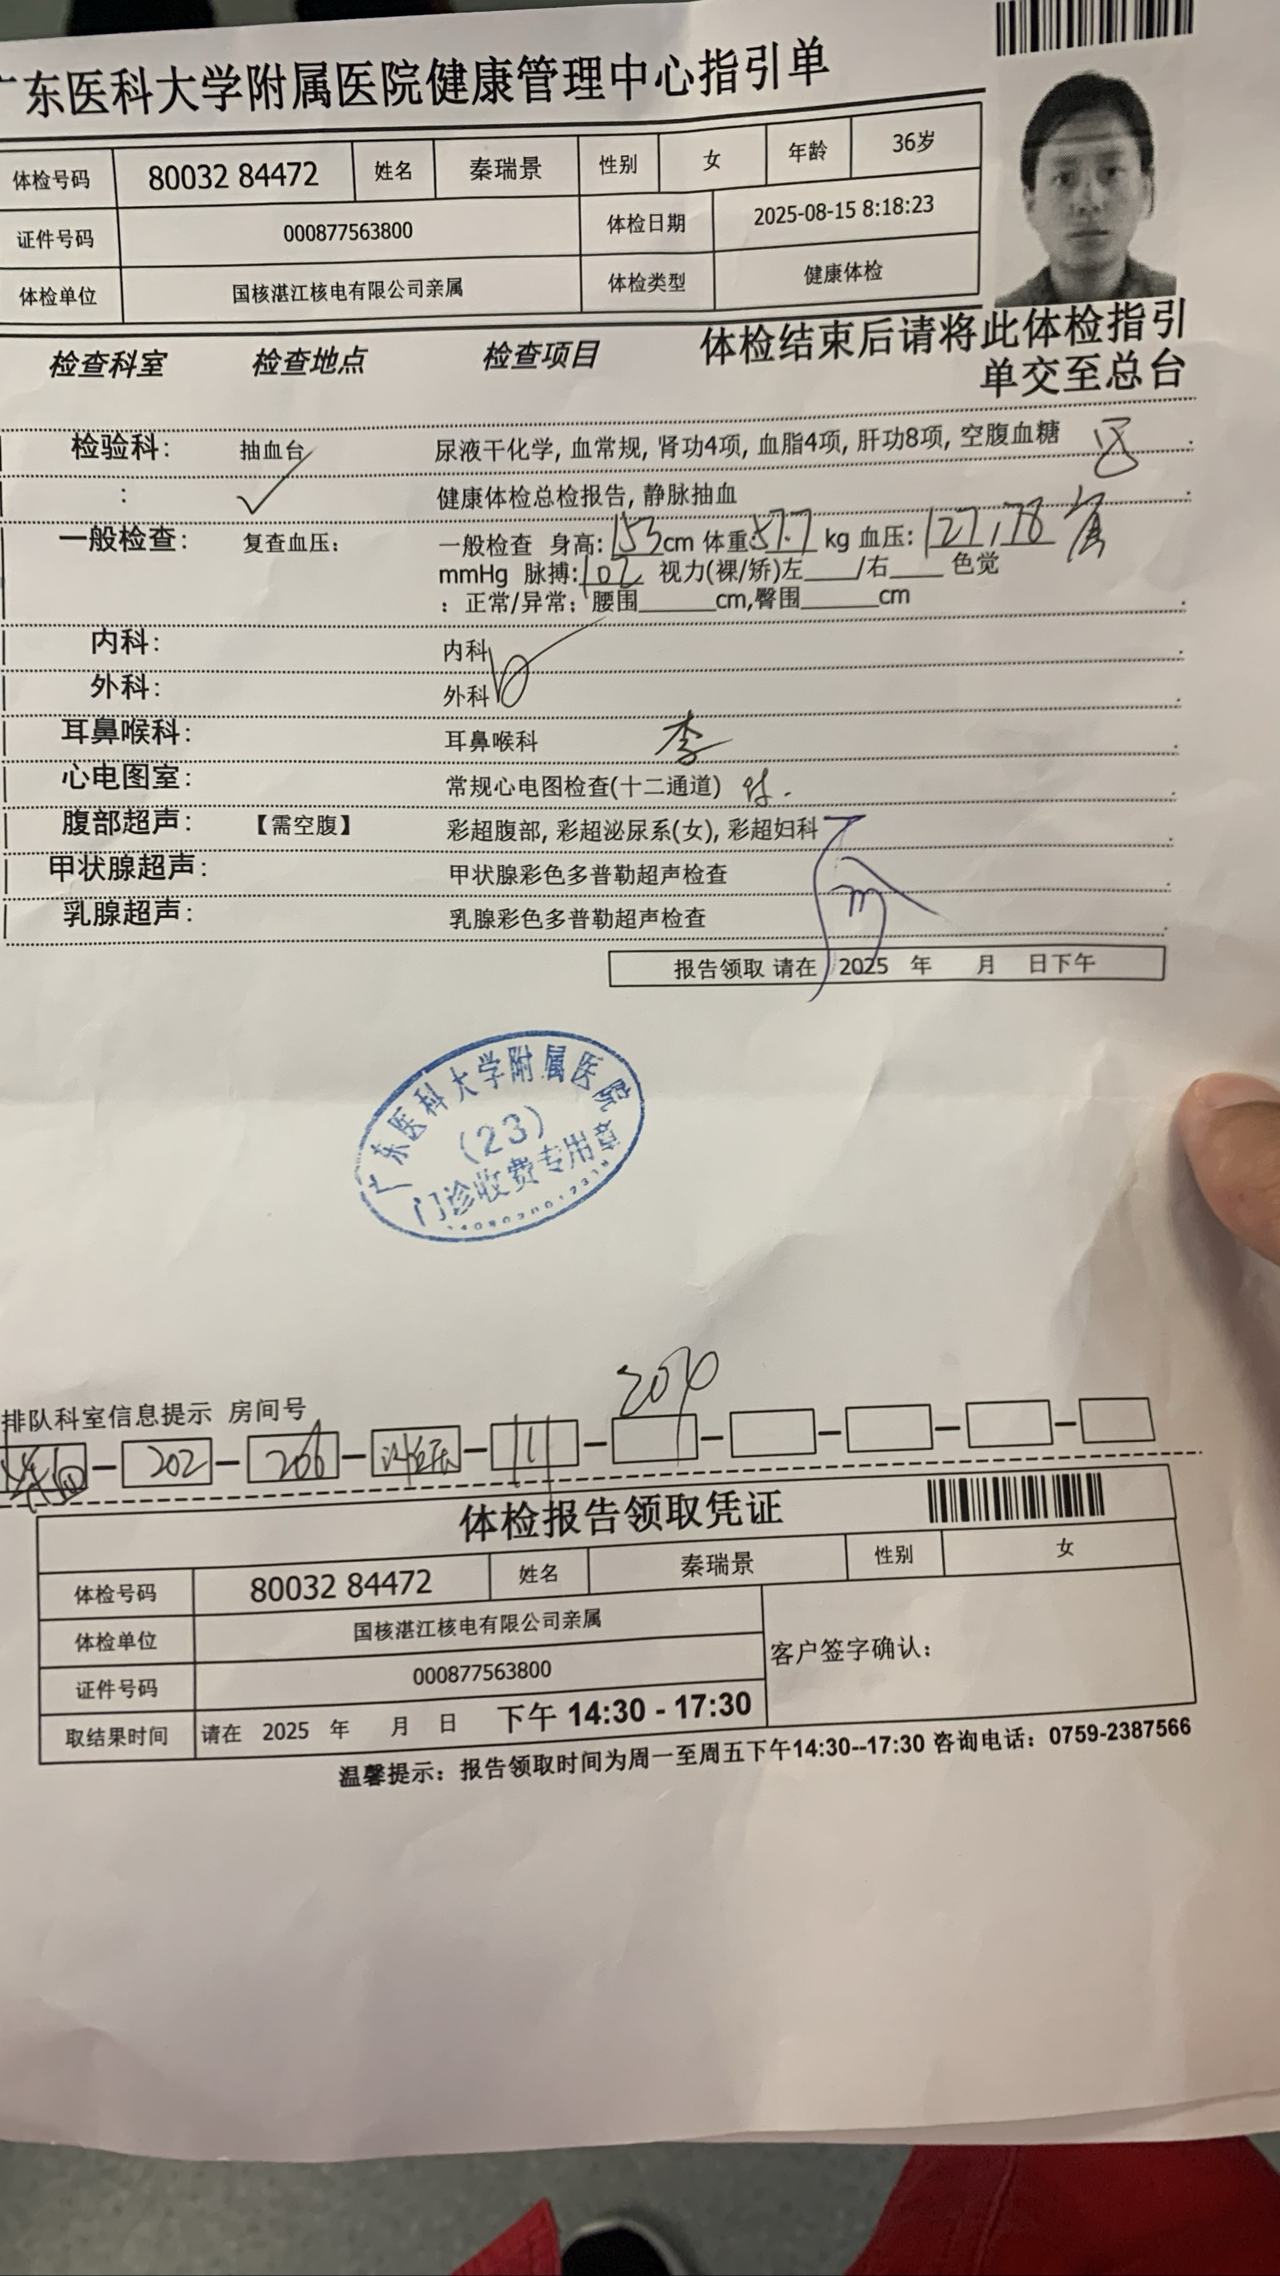 广东医科大学附属医院健康管理中心指引单
体检号码 80032 84472 姓名 秦瑞景 性别 女 年龄 36岁
证件号码 000877563800 体检日期 2025-08-15 8:18:23
体检单位 国核湛江核电有限公司亲属 体检类型 健康体检
检查科室 检查地点 检查项目 体检结束后请将此体检指引
单交至总台
检验科: 抽血台 尿液干化学, 血常规, 肾功4项, 血脂4项, 肝功8项, 空腹血糖
: 健康体检总检报告, 静脉抽血
一般检查: 复查血压: 一般检查 身高: 153 cm 体重: 57.7 kg 血压: 127/78
mmHg 脉搏: 102 视力(裸/矫)左____/右____ 色觉
: 正常/异常; 腰围______cm,臀围______cm
内科: 内科
外科: 外科
耳鼻喉科: 耳鼻喉科 李
心电图室: 常规心电图检查(十二通道)
腹部超声: 【需空腹】 彩超腹部, 彩超泌尿系(女), 彩超妇科
甲状腺超声: 甲状腺彩色多普勒超声检查
乳腺超声: 乳腺彩色多普勒超声检查
报告领取 请在 2025 年 月 日下午
广东医科大学附属医院
(23)
门诊收费专用章
排队科室信息提示 房间号
202 206 111
体检报告领取凭证
体检号码 80032 84472 姓名 秦瑞景 性别 女
体检单位 国核湛江核电有限公司亲属
客户签字确认:
证件号码 000877563800
取结果时间 请在 2025 年 月 日 下午 14:30 - 17:30
温馨提示: 报告领取时间为周一至周五下午14:30--17:30 咨询电话: 0759-2387566